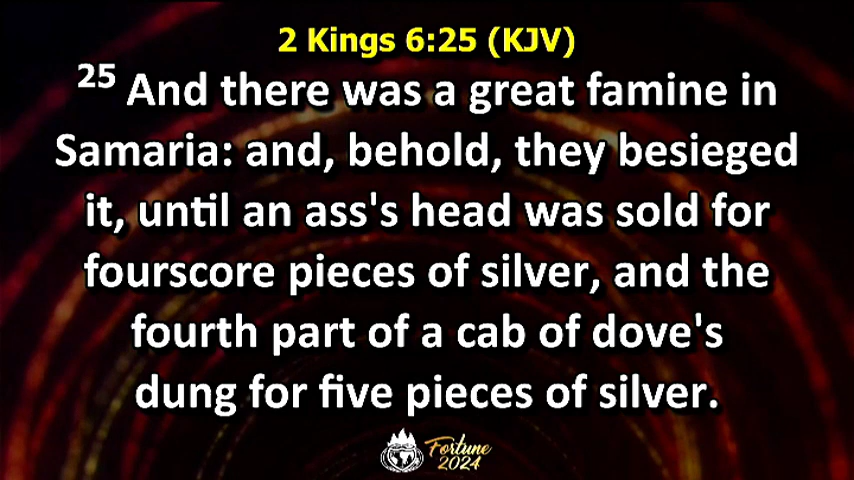 2 Kings 6:25 (KJV)
25 And there was a great famine in
Samaria: and, behold, they besieged
it, until an ass's head was sold for
fourscore pieces of silver, and the
fourth part of a cab of dove's
dung for five pieces of silver.
Fortune
2024